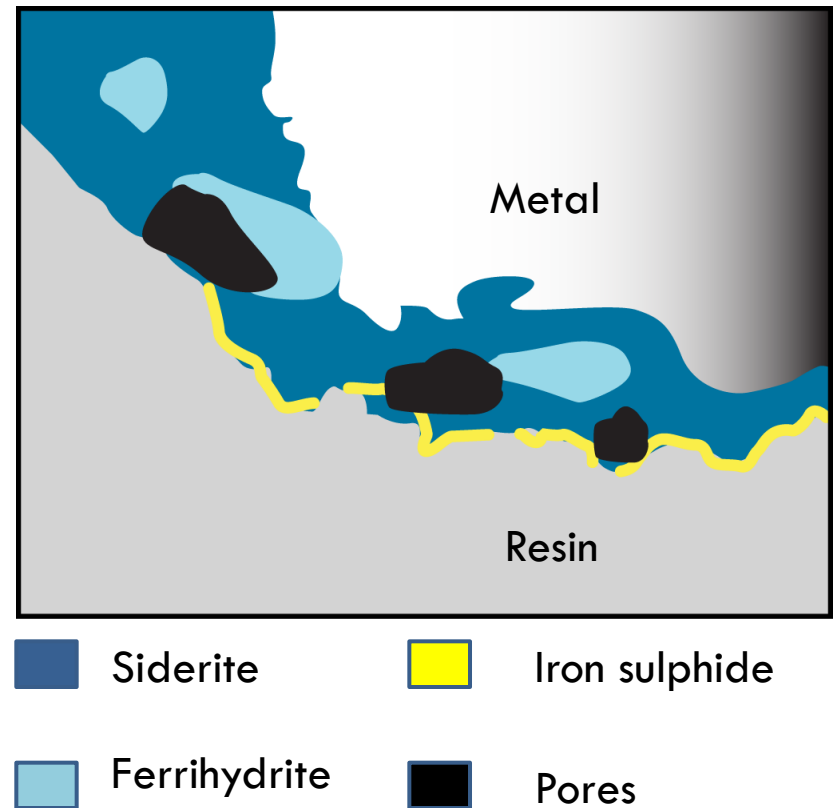 Metal
Resin
Siderite
Iron sulphide
Ferrihydrite
Pores